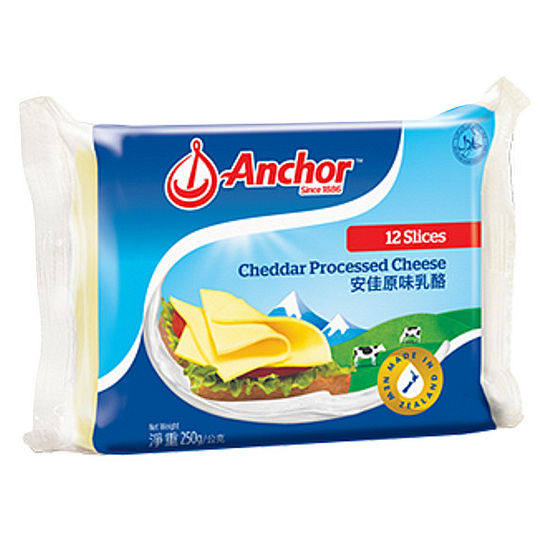 Anchor™
Since 1886
12 Slices
Cheddar Processed Cheese
安佳原味乳酪
MADE IN
NEW ZEALAND
Net Weight
淨重 250g/公克